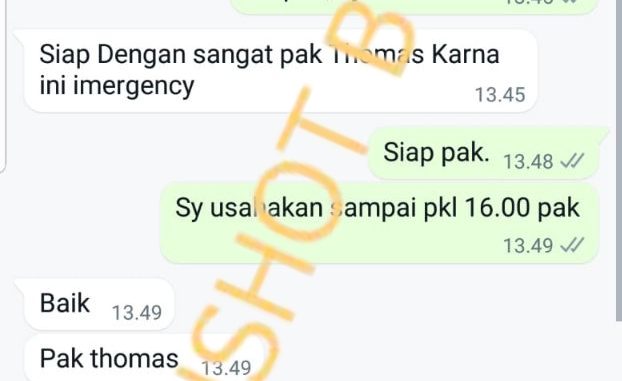 Siap Dengan sangat pak Thomas Karna
ini imergency
13.45
Siap pak. 13.48
Sy usahakan sampai pkl 16.00 pak
13.49
Baik 13.49
Pak thomas 13.49
SHOT B